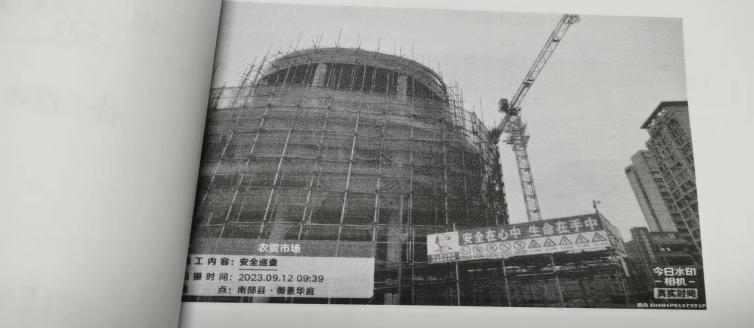 安全在心中 生命在手中
农贸市场
工内容：安全巡查
摄时间：2023.09.12 09:39
点：南部县·御景华庭
今日水印
-相机-
真实时间